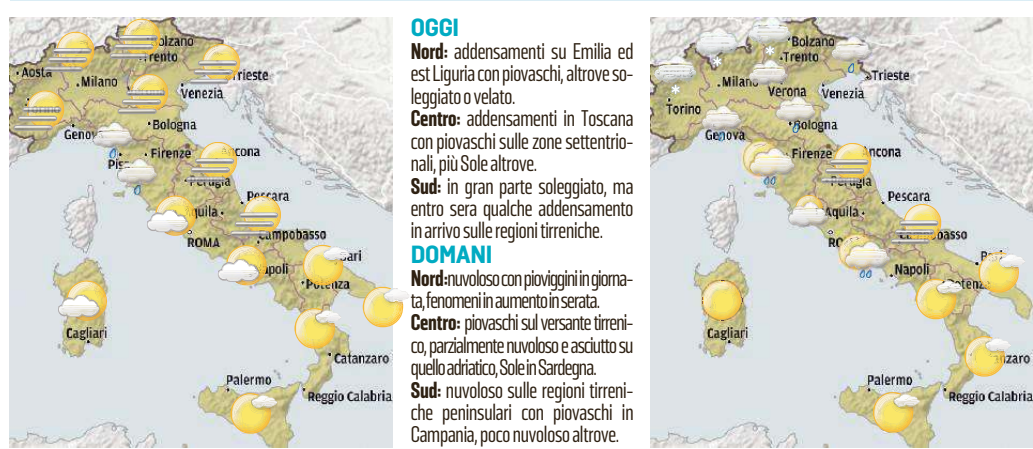 Bolzano
Trento
Aosta
Milano
Trieste
Venezia
Torino
Genova
Bologna
Firenze
Ancona
Perugia
Pescara
Aquila
ROMA
Campobasso
Napoli
Bari
Potenza
Cagliari
Catanzaro
Palermo
Reggio Calabria
OGGI
Nord: addensamenti su Emilia ed
est Liguria con piovaschi, altrove so-
leggiato o velato.
Centro: addensamenti in Toscana
con piovaschi sulle zone settentrio-
nali, più Sole altrove.
Sud: in gran parte soleggiato, ma
entro sera qualche addensamento
in arrivo sulle regioni tirreniche.
DOMANI
Nord:nuvoloso con pioviggini in giorna-
ta, fenomeni in aumento in serata.
Centro: piovaschi sul versante tirreni-
co, parzialmente nuvoloso e asciutto su
quello adriatico, Sole in Sardegna.
Sud: nuvoloso sulle regioni tirreni-
che peninsulari con piovaschi in
Campania, poco nuvoloso altrove.
Bolzano
Trento
Milano
Verona
Trieste
Venezia
Torino
Genova
Bologna
Firenze
Ancona
Perugia
Pescara
Aquila
Campobasso
Napoli
Potenza
Cagliari
Palermo
Reggio Calabria